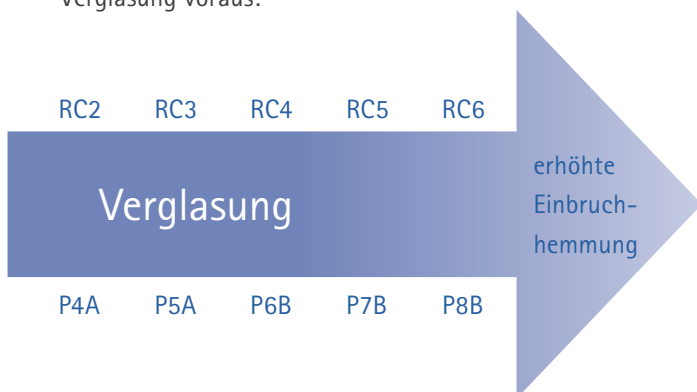 Verglasung voraus.
RC2 RC3 RC4 RC5 RC6
Verglasung
erhöhte
Einbruch-
hemmung
P4A P5A P6B P7B P8B